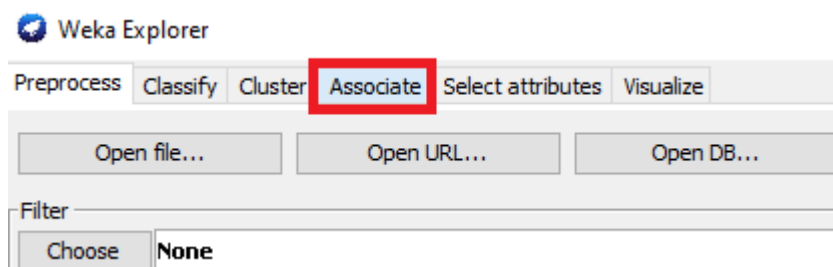 Weka Explorer
Preprocess Classify Cluster Associate Select attributes Visualize
Open file... Open URL... Open DB...
Filter
Choose None